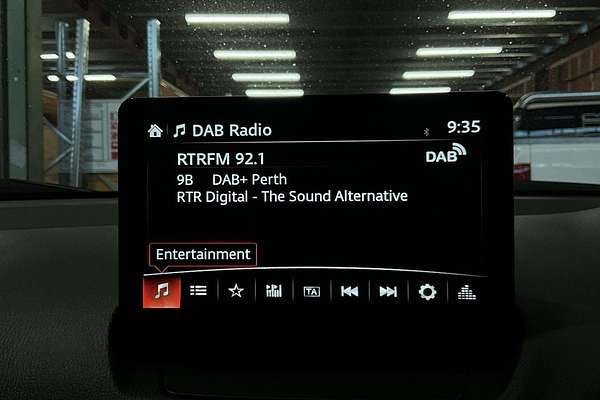 DAB Radio 9:35
RTRFM 92.1 DAB
9B DAB+ Perth
RTR Digital - The Sound Alternative
Entertainment
TA